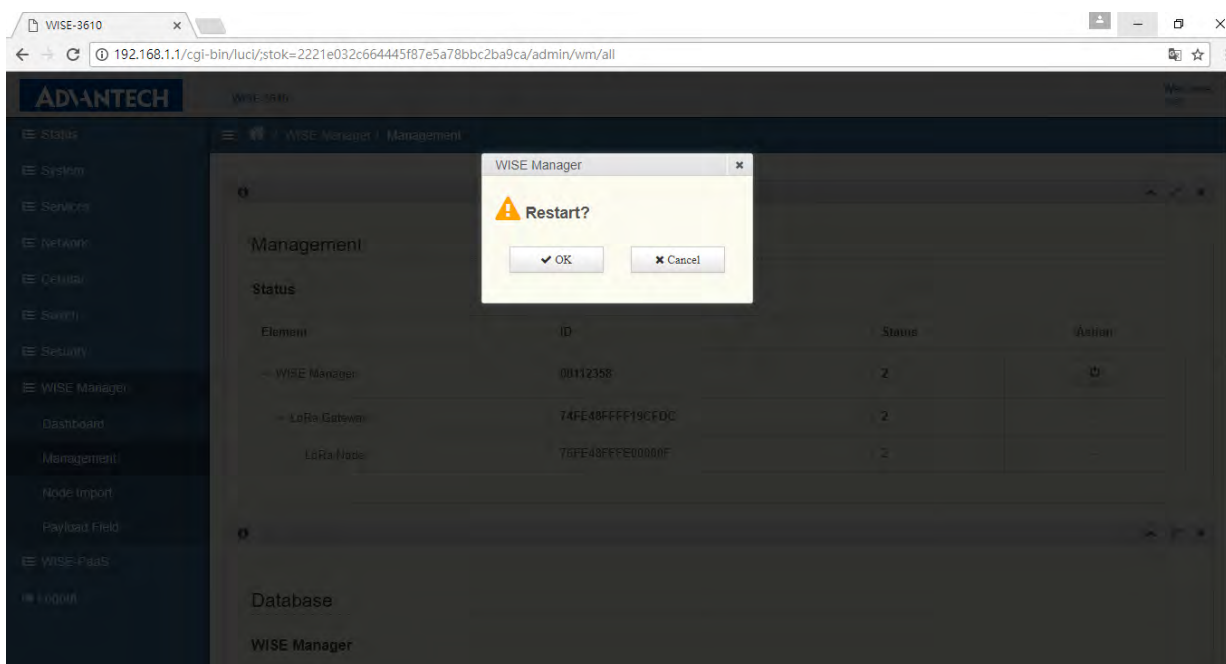 WISE-3610
192.168.1.1/cgi-bin/luci/;stok=2221e032c664445f87e5a78bbc2ba9ca/admin/wm/all
ADVANTECH
WISE-3610
Welcome
Status
WISE Manager / Management
System
Services
Network
Cellular
Switch
Security
WISE Manager
Dashboard
Management
Node Import
Payload Field
WISE-PaaS
Logout
WISE Manager
Restart?
OK
Cancel
Management
Status
Element ID Status Action
WISE Manager 00112358 2
LoRa Gateway 74FE48FFFF19CFDC 2
LoRa Node 2
Database
WISE Manager